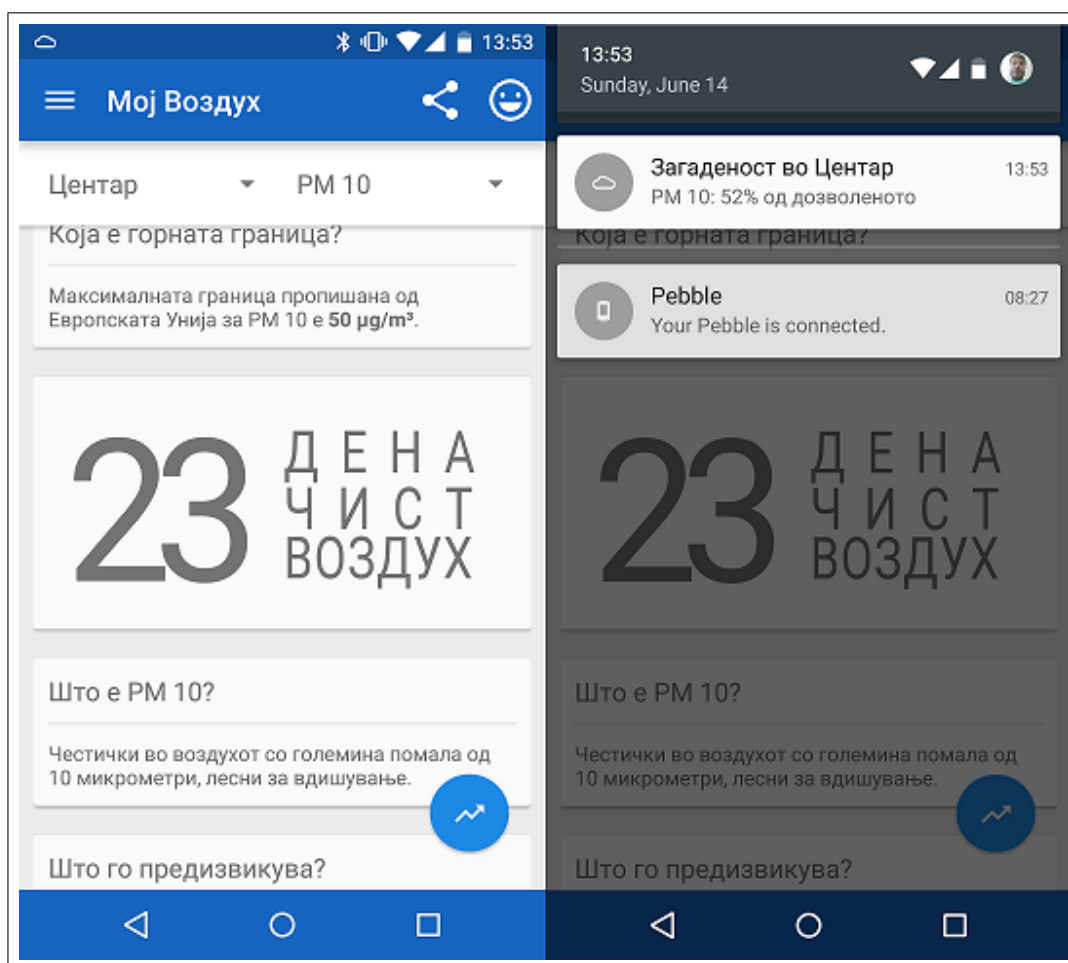 13:53
Мој Воздух
Центар
PM 10
Која е горната граница?
Максималната граница пропишана од
Европската Унија за PM 10 е 50 µg/m³.
23
ДЕНА
ЧИСТ
ВОЗДУХ
Што е PM 10?
Честички во воздухот со големина помала од
10 микрометри, лесни за вдишување.
Што го предизвикува?
13:53
Sunday, June 14
Загаденост во Центар
13:53
PM 10: 52% од дозволеното
Која е горната граница?
Pebble
08:27
Your Pebble is connected.
23
ДЕНА
ЧИСТ
ВОЗДУХ
Што е PM 10?
Честички во воздухот со големина помала од
10 микрометри, лесни за вдишување.
Што го предизвикува?